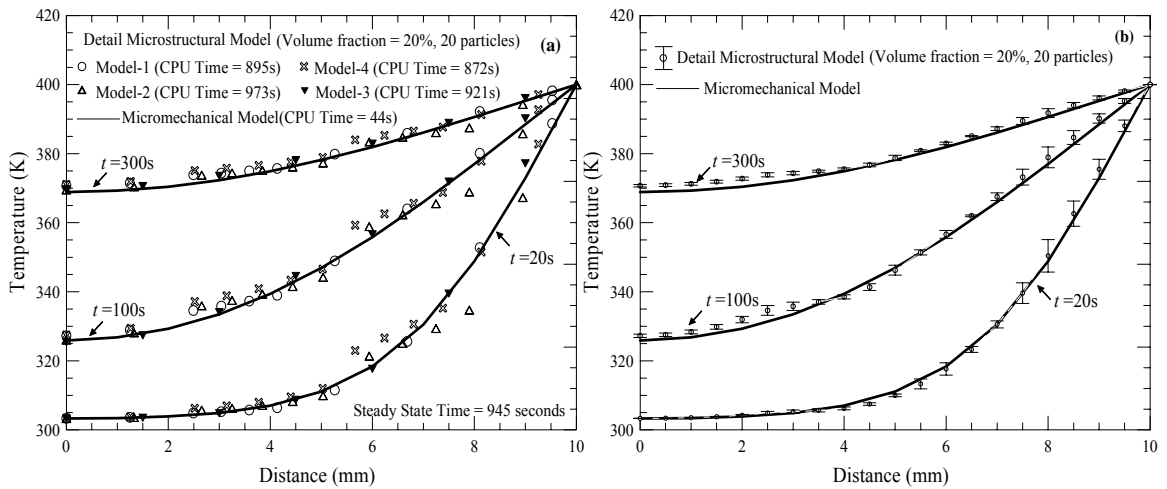 (a)
Detail Microstructural Model (Volume fraction = 20%, 20 particles)
Model-1 (CPU Time = 895s)
Model-4 (CPU Time = 872s)
Model-2 (CPU Time = 973s)
Model-3 (CPU Time = 921s)
Micromechanical Model(CPU Time = 44s)
t=300s
t=100s
t=20s
Steady State Time = 945 seconds
Temperature (K)
420
400
380
360
340
320
300
0
2
4
6
8
10
Distance (mm)
(b)
Detail Microstructural Model (Volume fraction = 20%, 20 particles)
Micromechanical Model
t=300s
t=100s
t=20s
Temperature (K)
420
400
380
360
340
320
300
0
2
4
6
8
10
Distance (mm)